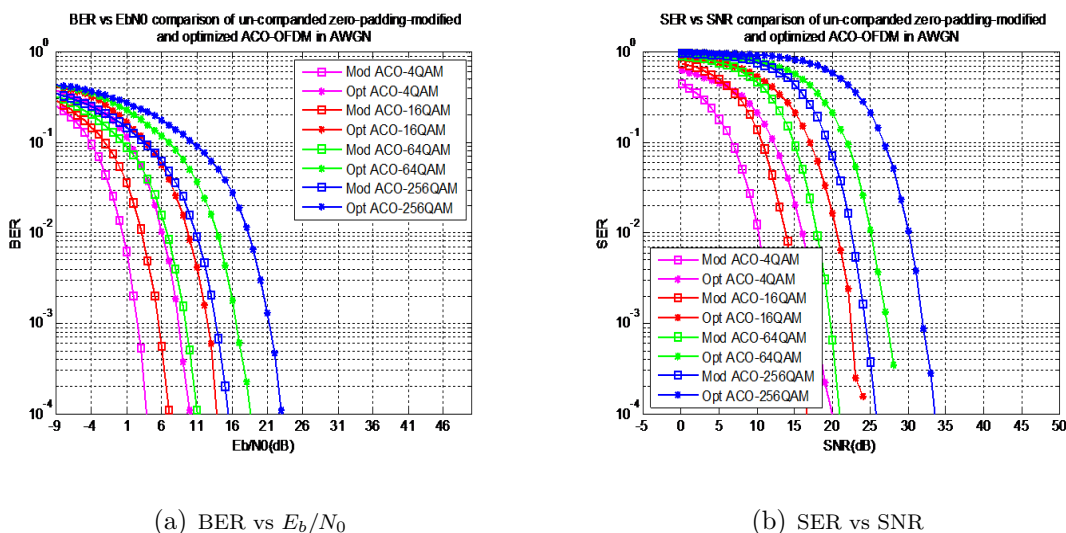 BER vs EbN0 comparison of un-companded zero-padding-modified
and optimized ACO-OFDM in AWGN
10^0
10^-1
10^-2
10^-3
10^-4
BER
Mod ACO-4QAM
Opt ACO-4QAM
Mod ACO-16QAM
Opt ACO-16QAM
Mod ACO-64QAM
Opt ACO-64QAM
Mod ACO-256QAM
Opt ACO-256QAM
-9 -4 1 6 11 16 21 26 31 36 41 46
Eb/N0(dB)
(a) BER vs E_b/N_0
SER vs SNR comparison of un-companded zero-padding-modified
and optimized ACO-OFDM in AWGN
10^0
10^-1
10^-2
10^-3
10^-4
SER
Mod ACO-4QAM
Opt ACO-4QAM
Mod ACO-16QAM
Opt ACO-16QAM
Mod ACO-64QAM
Opt ACO-64QAM
Mod ACO-256QAM
Opt ACO-256QAM
-5 0 5 10 15 20 25 30 35 40 45 50
SNR(dB)
(b) SER vs SNR